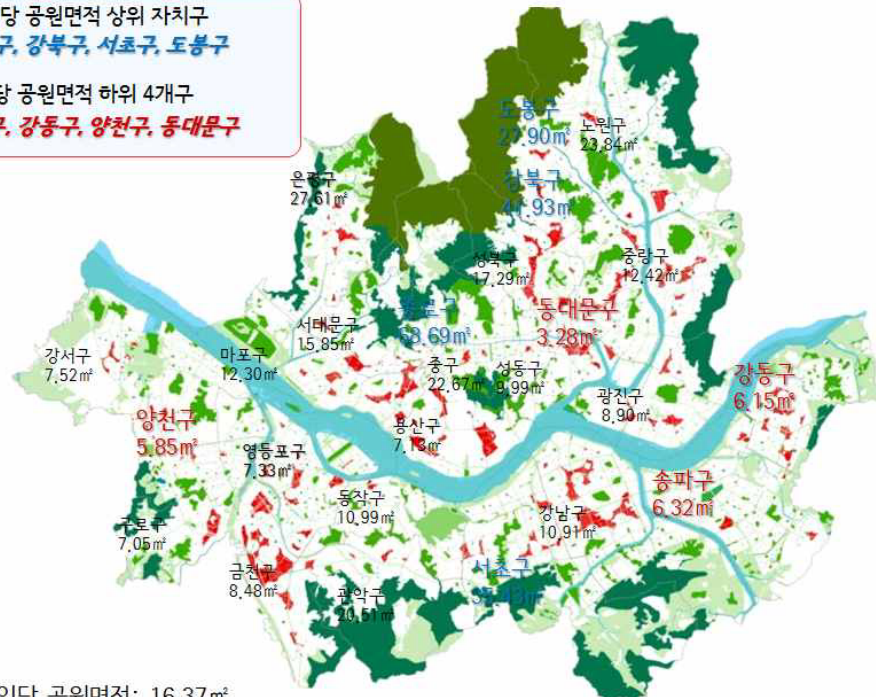 당 공원면적 상위 자치구
구, 강북구, 서초구, 도봉구
당 공원면적 하위 4개구
구, 강동구, 양천구, 동대문구
도봉구
27.90㎡
노원구
23.84㎡
은평구
27.61㎡
강북구
47.93㎡
성북구
17.29㎡
중랑구
12.42㎡
종로구
68.69㎡
동대문구
3.28㎡
서대문구
15.85㎡
강서구
7.52㎡
마포구
12.30㎡
중구
22.67㎡
성동구
9.99㎡
강동구
6.15㎡
광진구
8.90㎡
양천구
5.85㎡
용산구
7.13㎡
영등포구
7.33㎡
송파구
6.32㎡
동작구
10.99㎡
강남구
10.91㎡
구로구
7.05㎡
금천구
8.48㎡
서초구
관악구
20.51㎡
인당 공원면적: 16.37㎡